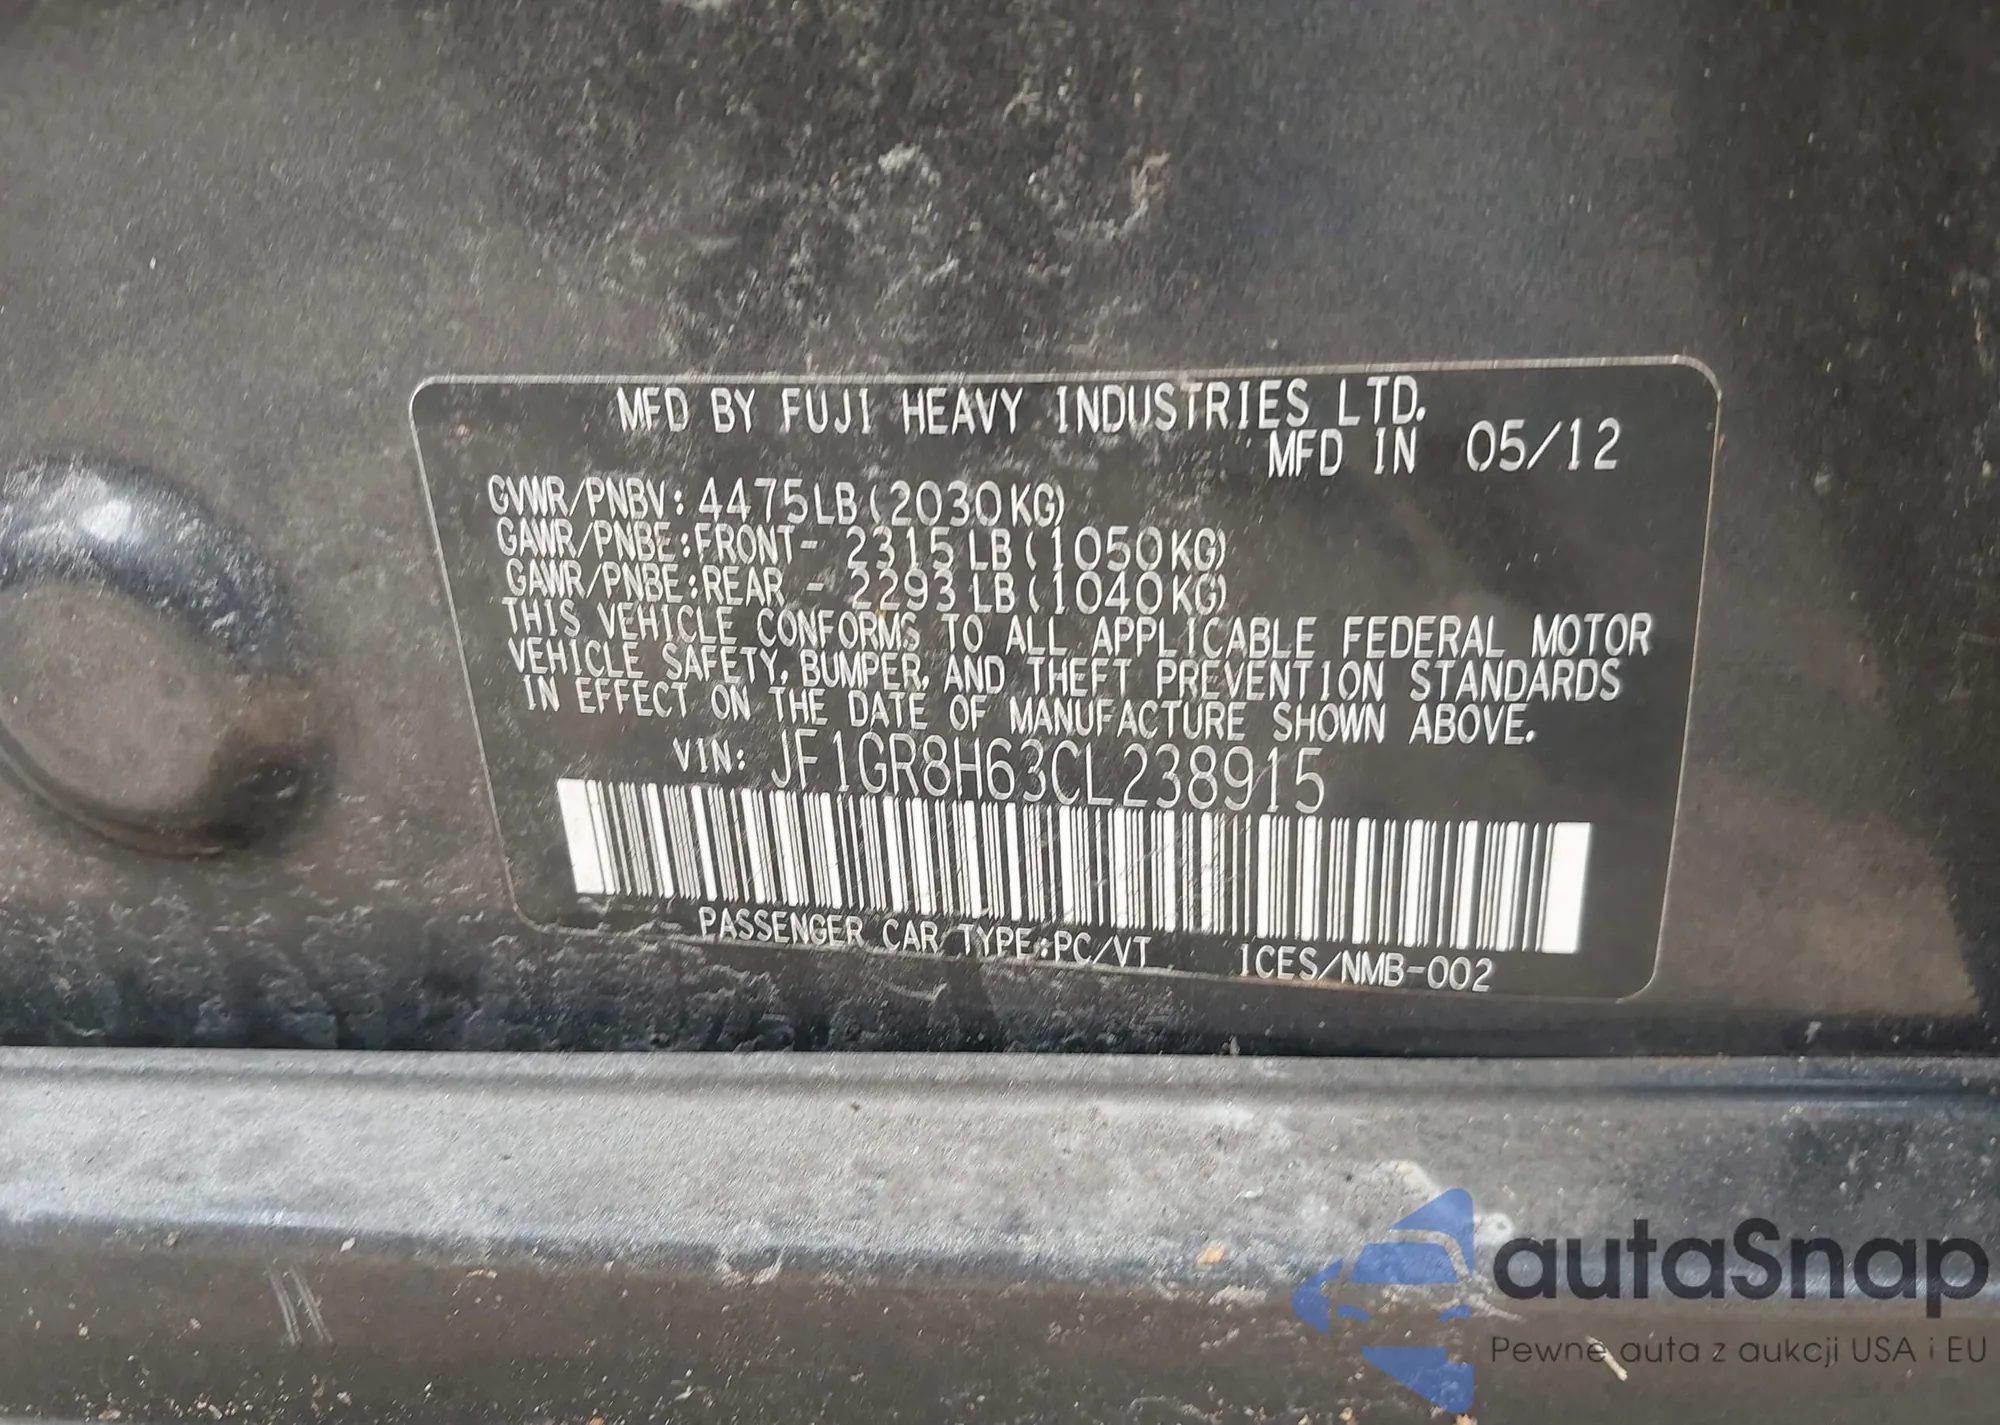 MFD BY FUJI HEAVY INDUSTRIES LTD.
MFD IN 05/12
GVWR/PNBV: 4475LB(2030KG)
GAWR/PNBE:FRONT- 2315LB(1050KG)
GAWR/PNBE:REAR - 2293LB(1040KG)
THIS VEHICLE CONFORMS TO ALL APPLICABLE FEDERAL MOTOR
VEHICLE SAFETY, BUMPER, AND THEFT PREVENTION STANDARDS
IN EFFECT ON THE DATE OF MANUFACTURE SHOWN ABOVE.
VIN: JF1GR8H63CL238915
PASSENGER CAR TYPE:PC/VT ICES/NMB-002
autaSnap
Pewne auta z aukcji USA i EU